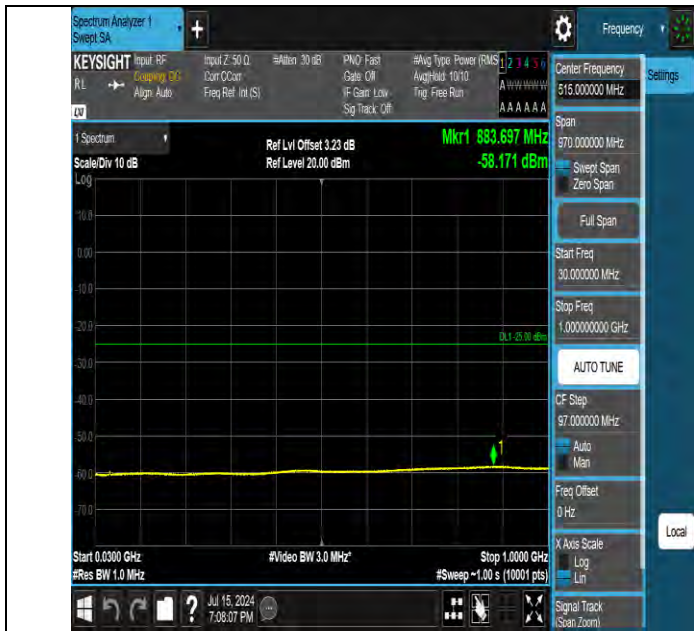 Spectrum Analyzer 1
Swept SA
+
Frequency
KEYSIGHT
RL
Input: RF
Coupling: DC
Align: Auto
Input Z: 50 Ω
Corr CCorr
Freq Ref: Int (S)
#Atten: 30 dB
PNO: Fast
Gate: Off
IF Gain: Low
Sig Track: Off
#Avg Type: Power (RMS
Avg|Hold: 10/10
Trig: Free Run
1 2 3 4 5 6
A W W W W W
A A A A A A
1 Spectrum
Scale/Div 10 dB
Ref Lvl Offset 3.23 dB
Ref Level 20.00 dBm
Mkr1 883.697 MHz
-58.171 dBm
Log
10.0
0.00
-10.0
-20.0
-30.0
-40.0
-50.0
-60.0
-70.0
DL1 -25.00 dBm
1
Start 0.0300 GHz
#Res BW 1.0 MHz
#Video BW 3.0 MHz*
Stop 1.0000 GHz
#Sweep ~1.00 s (10001 pts)
Center Frequency
515.000000 MHz
Span
970.000000 MHz
Swept Span
Zero Span
Full Span
Start Freq
30.000000 MHz
Stop Freq
1.000000000 GHz
AUTO TUNE
CF Step
97.000000 MHz
Auto
Man
Freq Offset
0 Hz
X Axis Scale
Log
Lin
Signal Track
(Span Zoom)
Settings
Local
?
Jul 15, 2024
7:08:07 PM